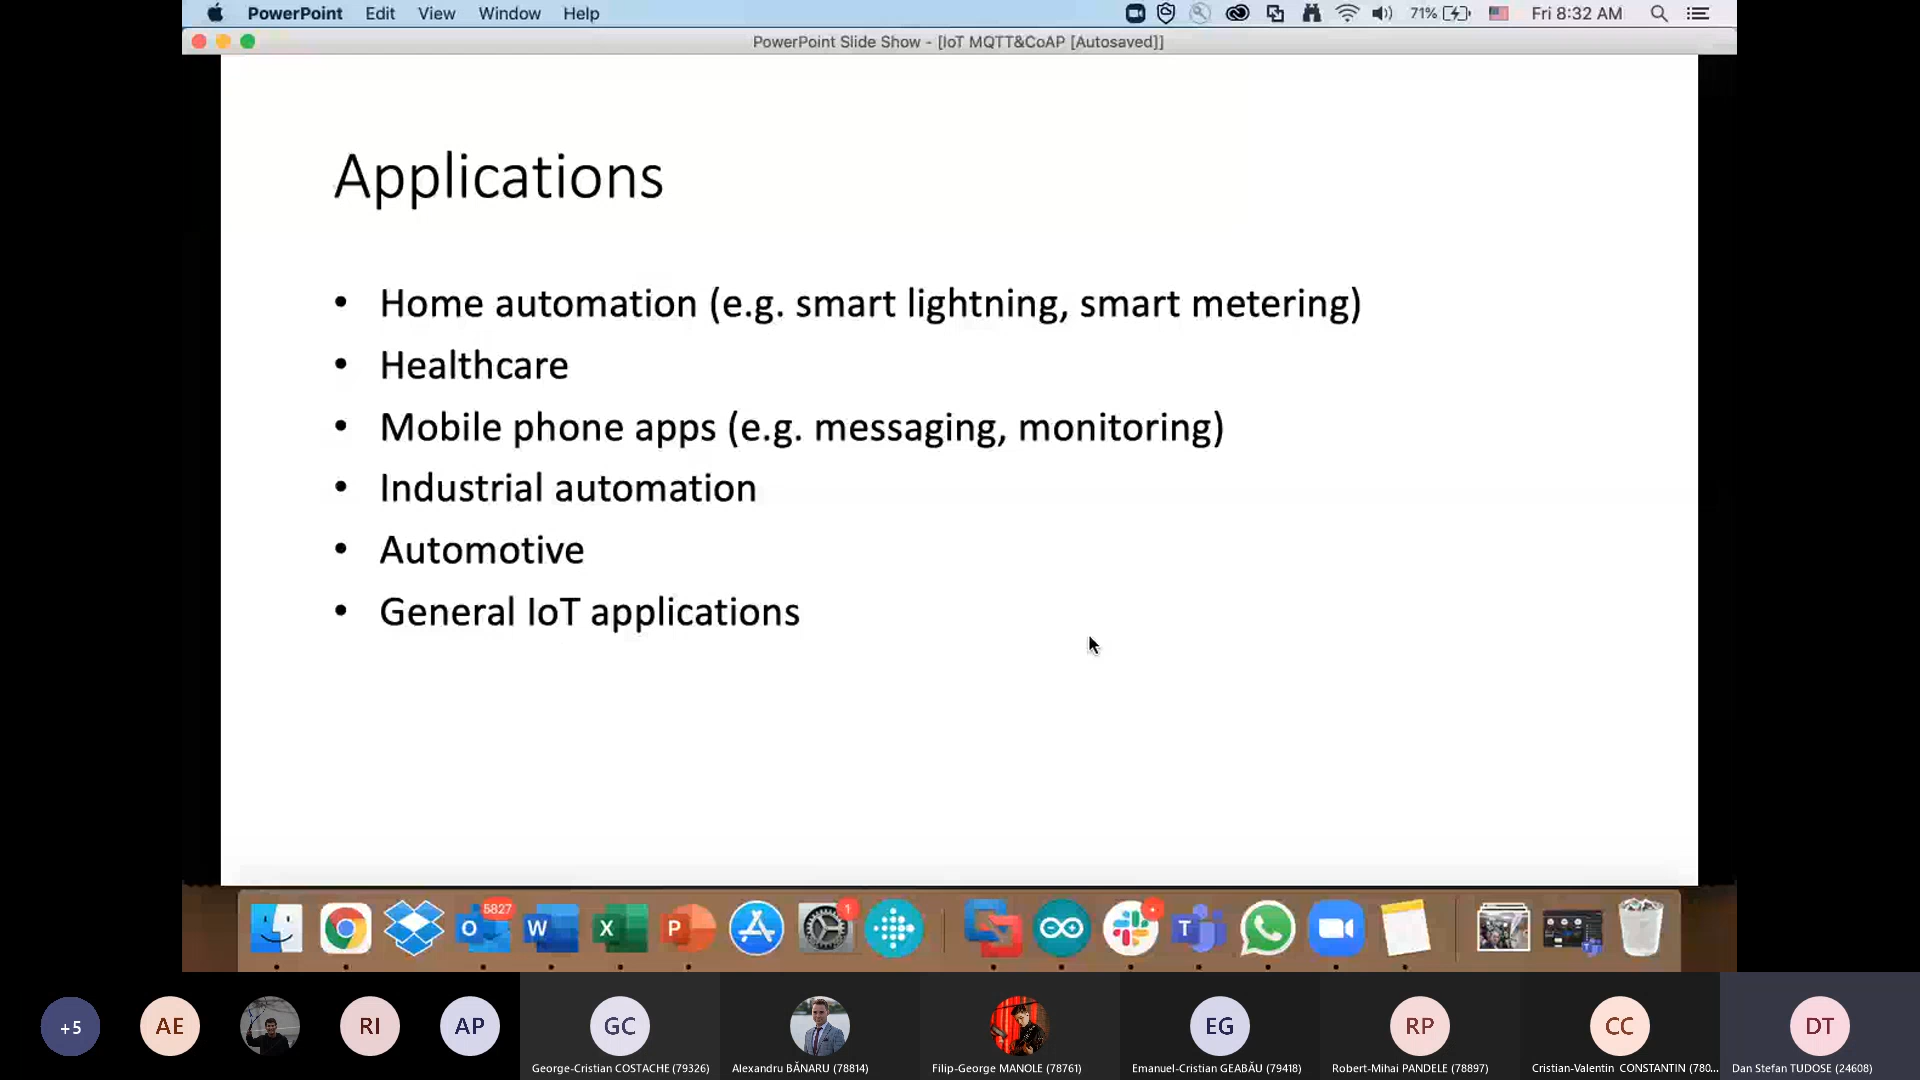 PowerPoint Edit View Window Help 71% Fri 8:32 AM
PowerPoint Slide Show - [IoT MQTT&CoAP [Autosaved]]
Applications
• Home automation (e.g. smart lightning, smart metering)
• Healthcare
• Mobile phone apps (e.g. messaging, monitoring)
• Industrial automation
• Automotive
• General IoT applications
5827 1
O W X P T
+5 AE RI AP GC EG RP CC DT
George-Cristian COSTACHE (79326) Alexandru BĂNARU (78814) Filip-George MANOLE (78761) Emanuel-Cristian GEABĂU (79418) Robert-Mihai PANDELE (78897) Cristian-Valentin CONSTANTIN (780... Dan Stefan TUDOSE (24608)